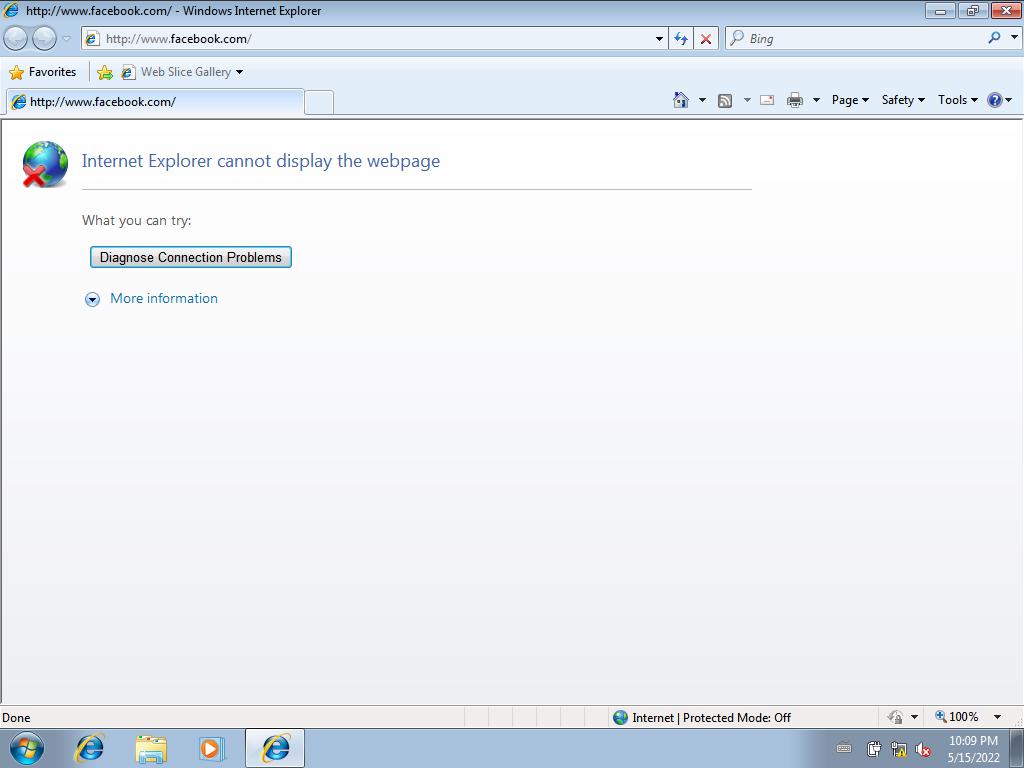 http://www.facebook.com/ - Windows Internet Explorer
http://www.facebook.com/
Bing
Favorites
Web Slice Gallery
http://www.facebook.com/
Page
Safety
Tools
Internet Explorer cannot display the webpage
What you can try:
Diagnose Connection Problems
More information
Done
Internet | Protected Mode: Off
100%
10:09 PM
5/15/2022